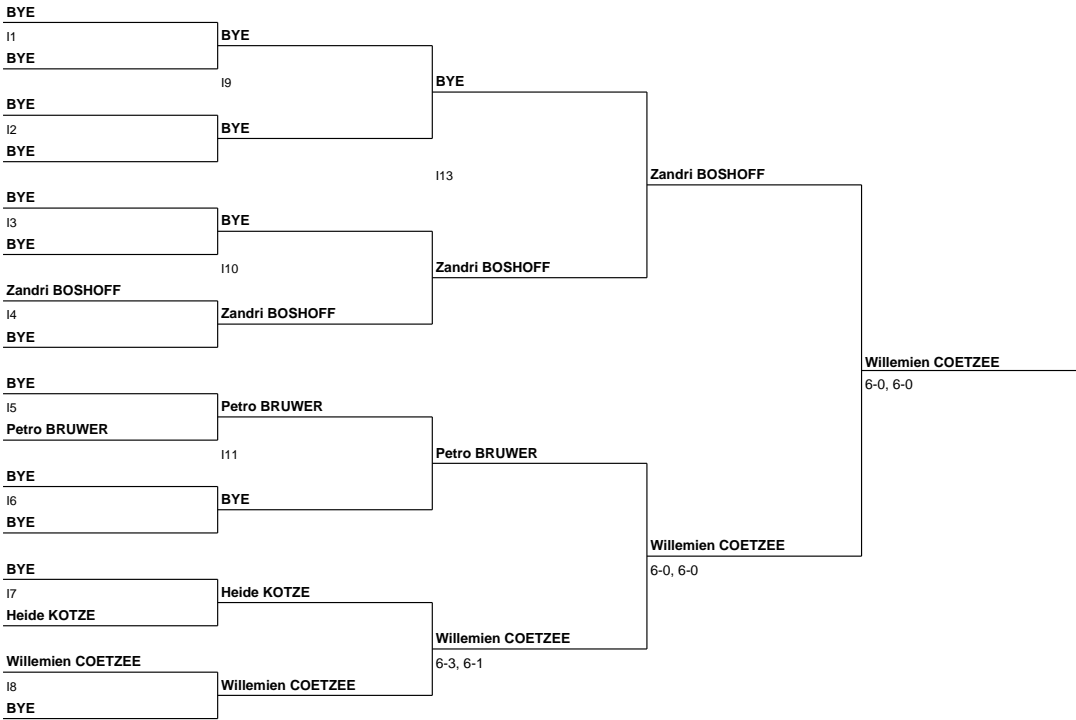 BYE
I1
BYE
BYE
I9
BYE
I2
BYE
BYE
BYE
I13
BYE
I3
BYE
BYE
I10
Zandri BOSHOFF
I4
BYE
Zandri BOSHOFF
Zandri BOSHOFF
Zandri BOSHOFF
BYE
I5
Petro BRUWER
Petro BRUWER
I11
BYE
I6
BYE
BYE
Petro BRUWER
BYE
I7
Heide KOTZE
Heide KOTZE
Willemien COETZEE
I8
BYE
Willemien COETZEE
Willemien COETZEE
6-3, 6-1
Willemien COETZEE
6-0, 6-0
Willemien COETZEE
6-0, 6-0